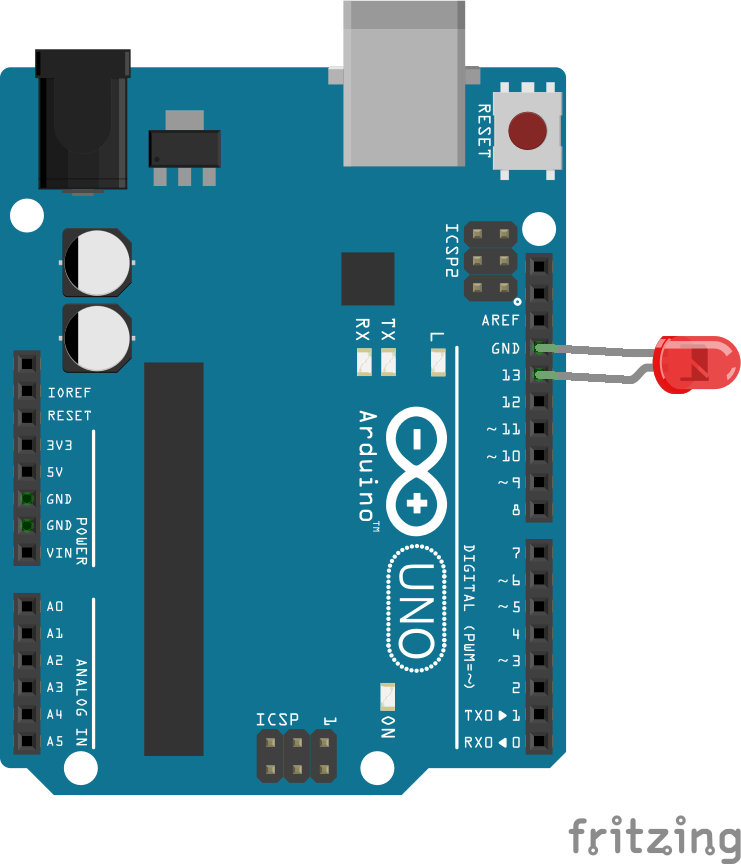 RESET
ICSP2
AREF
GND
13
12
~11
~10
~9
8
RX
TX
L
IOREF
RESET
3V3
5V
GND
GND
VIN
POWER
Arduino™
UNO
7
~6
~5
4
~3
2
TX0▶1
RX0◀0
DIGITAL (PWM=~)
A0
A1
A2
A3
A4
A5
ANALOG IN
ICSP
1
ON
fritzing